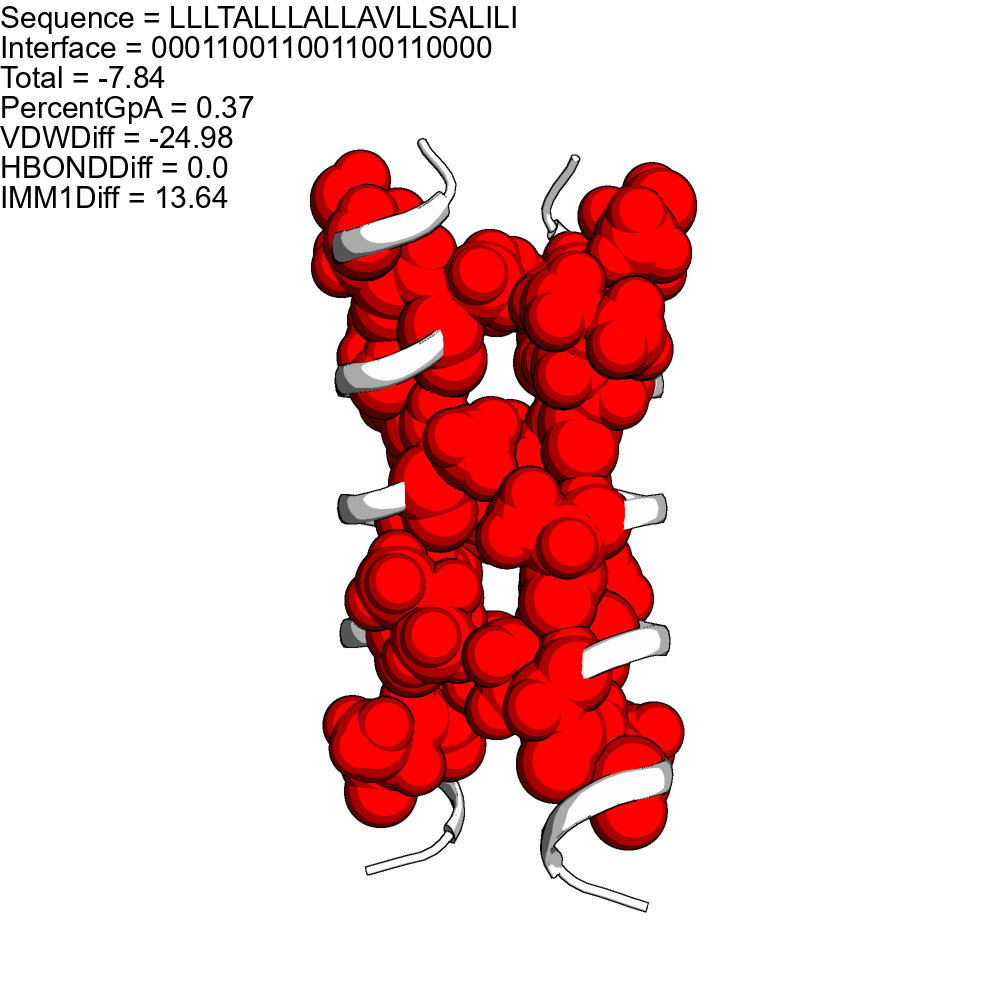 Sequence = LLLTALLLALLAVLLSALILI
Interface = 000110011001100110000
Total = -7.84
PercentGpA = 0.37
VDWDiff = -24.98
HBONDDiff = 0.0
IMM1Diff = 13.64